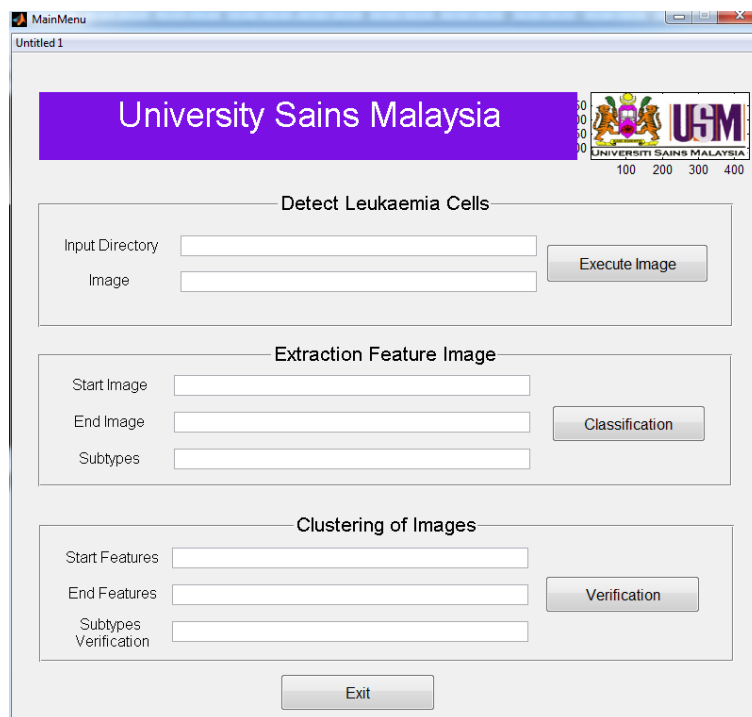 MainMenu
Untitled 1
University Sains Malaysia
USM
UNIVERSITI SAINS MALAYSIA
100 200 300 400
Detect Leukaemia Cells
Input Directory
Execute Image
Image
Extraction Feature Image
Start Image
End Image
Classification
Subtypes
Clustering of Images
Start Features
End Features
Verification
Subtypes
Verification
Exit